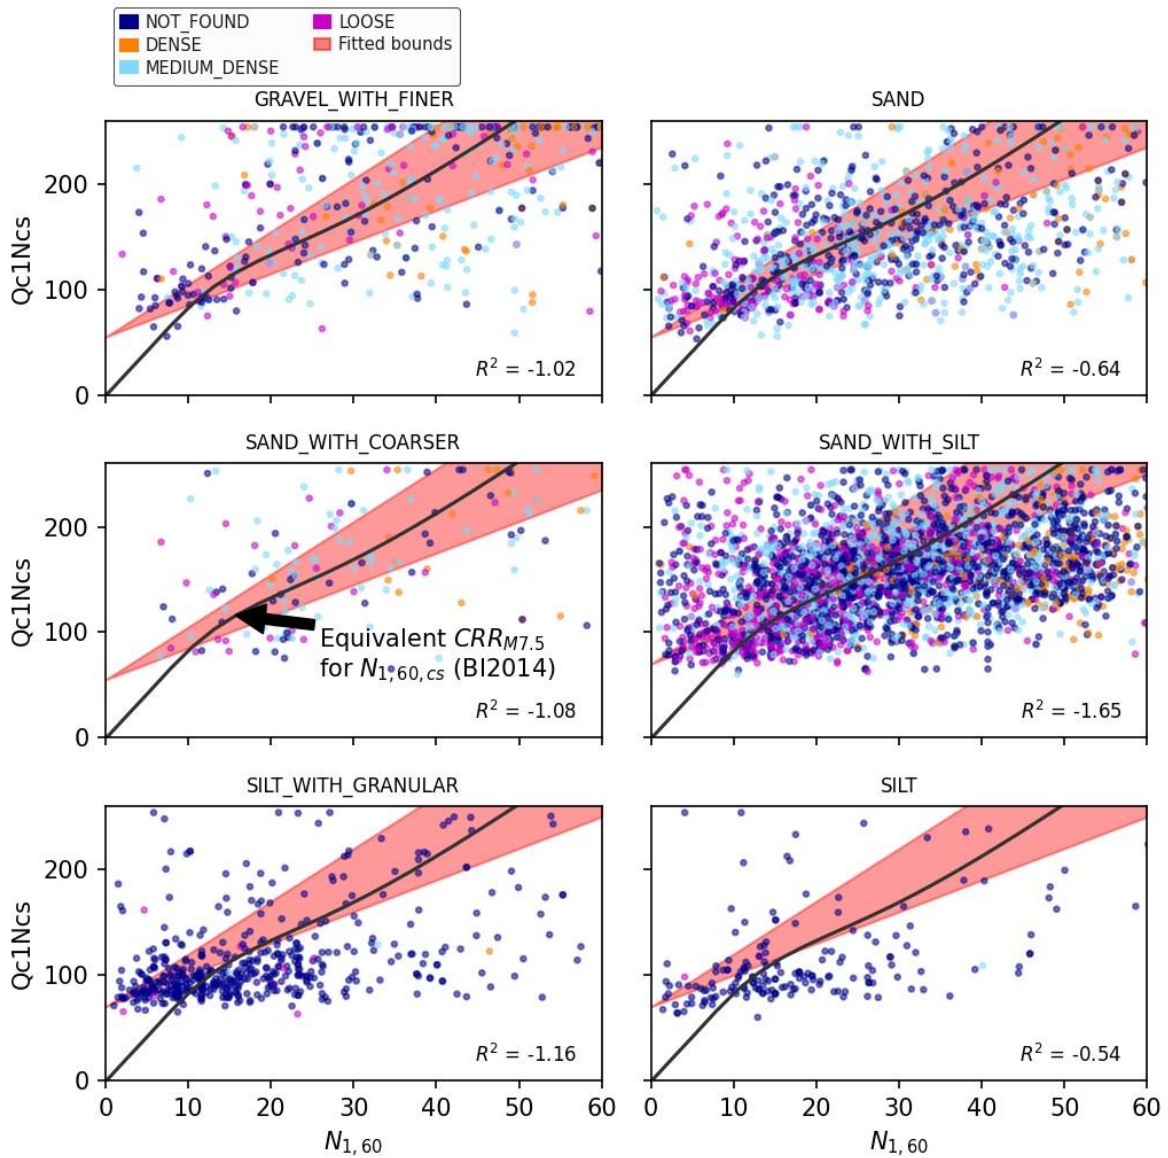 NOT_FOUND LOOSE
DENSE Fitted bounds
MEDIUM_DENSE
GRAVEL_WITH_FINER SAND
Qc1Ncs
200
100
0
R² = -1.02
R² = -0.64
SAND_WITH_COARSER SAND_WITH_SILT
Qc1Ncs
200
100
0
Equivalent CRR_M7.5
for N_1,60,cs (BI2014)
R² = -1.08
R² = -1.65
SILT_WITH_GRANULAR SILT
Qc1Ncs
200
100
0
R² = -1.16
R² = -0.54
0 10 20 30 40 50 60 0 10 20 30 40 50 60
N_1,60 N_1,60